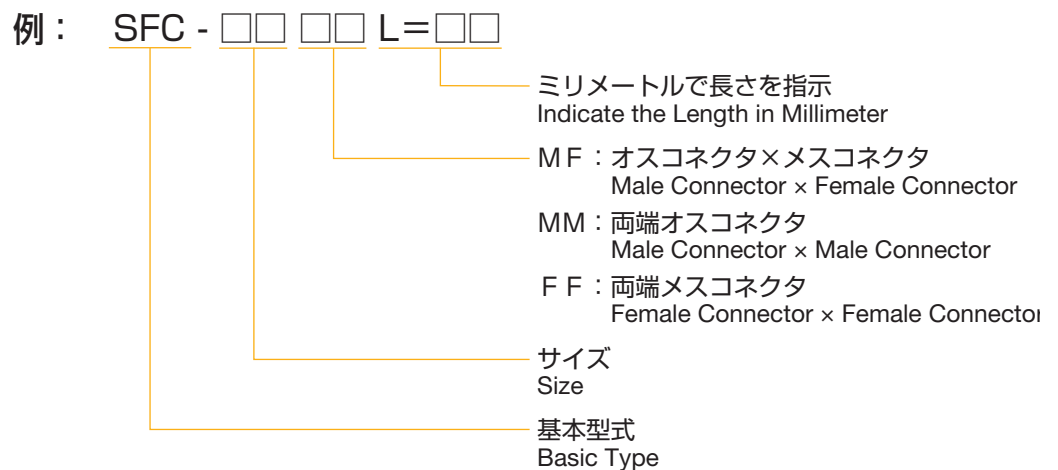 例： SFC - □□ □□ L=□□
ミリメートルで長さを指示
Indicate the Length in Millimeter
ＭＦ：オスコネクタ×メスコネクタ
Male Connector × Female Connector
ＭＭ：両端オスコネクタ
Male Connector × Male Connector
ＦＦ：両端メスコネクタ
Female Connector × Female Connector
サイズ
Size
基本型式
Basic Type